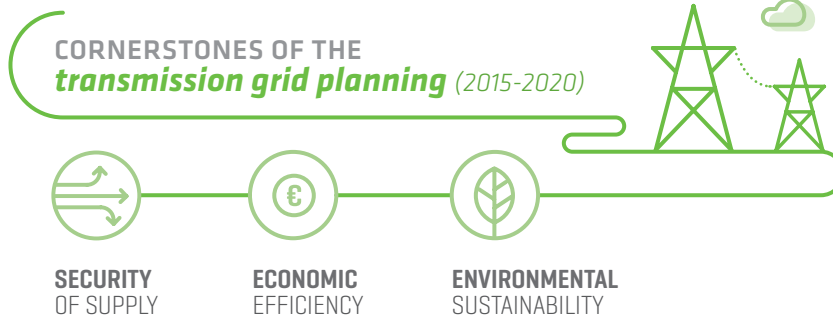 CORNERSTONES OF THE
transmission grid planning (2015-2020)
€
SECURITY
OF SUPPLY
ECONOMIC
EFFICIENCY
ENVIRONMENTAL
SUSTAINABILITY